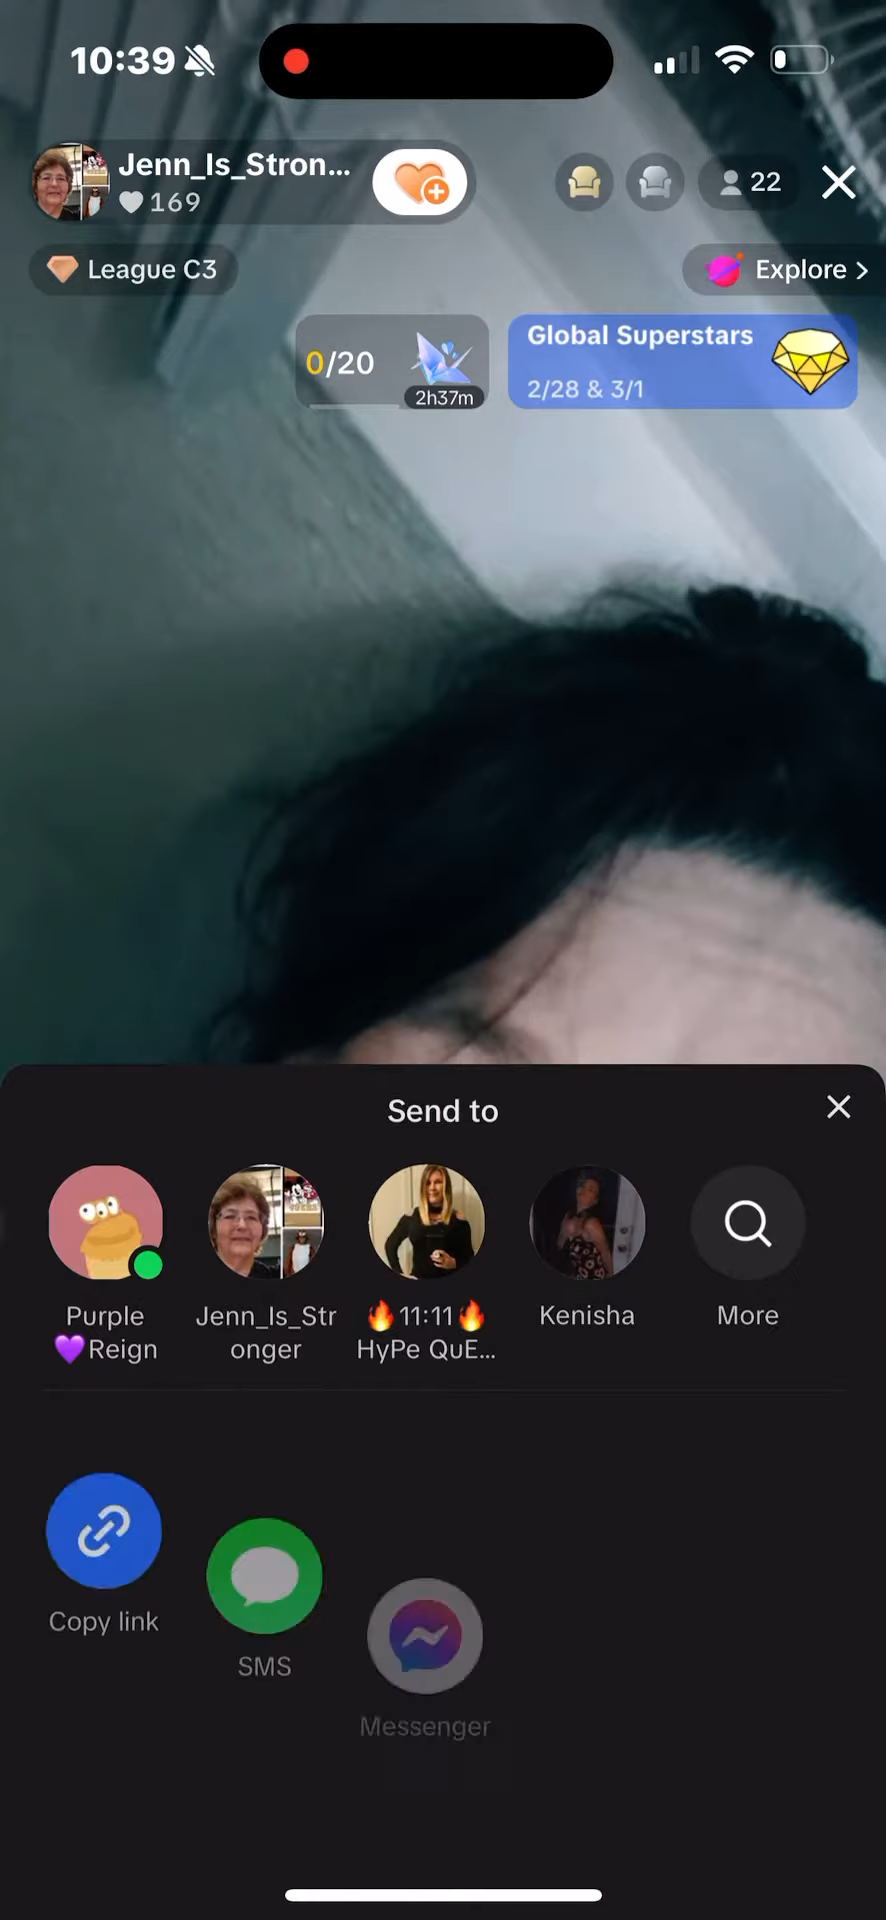 10:39
Jenn_Is_Stron...
169
22
League C3
Explore >
0/20
2h37m
Global Superstars
2/28 & 3/1
Send to
Purple
💜Reign
Jenn_Is_Str
onger
🔥11:11🔥
HyPe QuE...
Kenisha
More
Copy link
SMS
Messenger